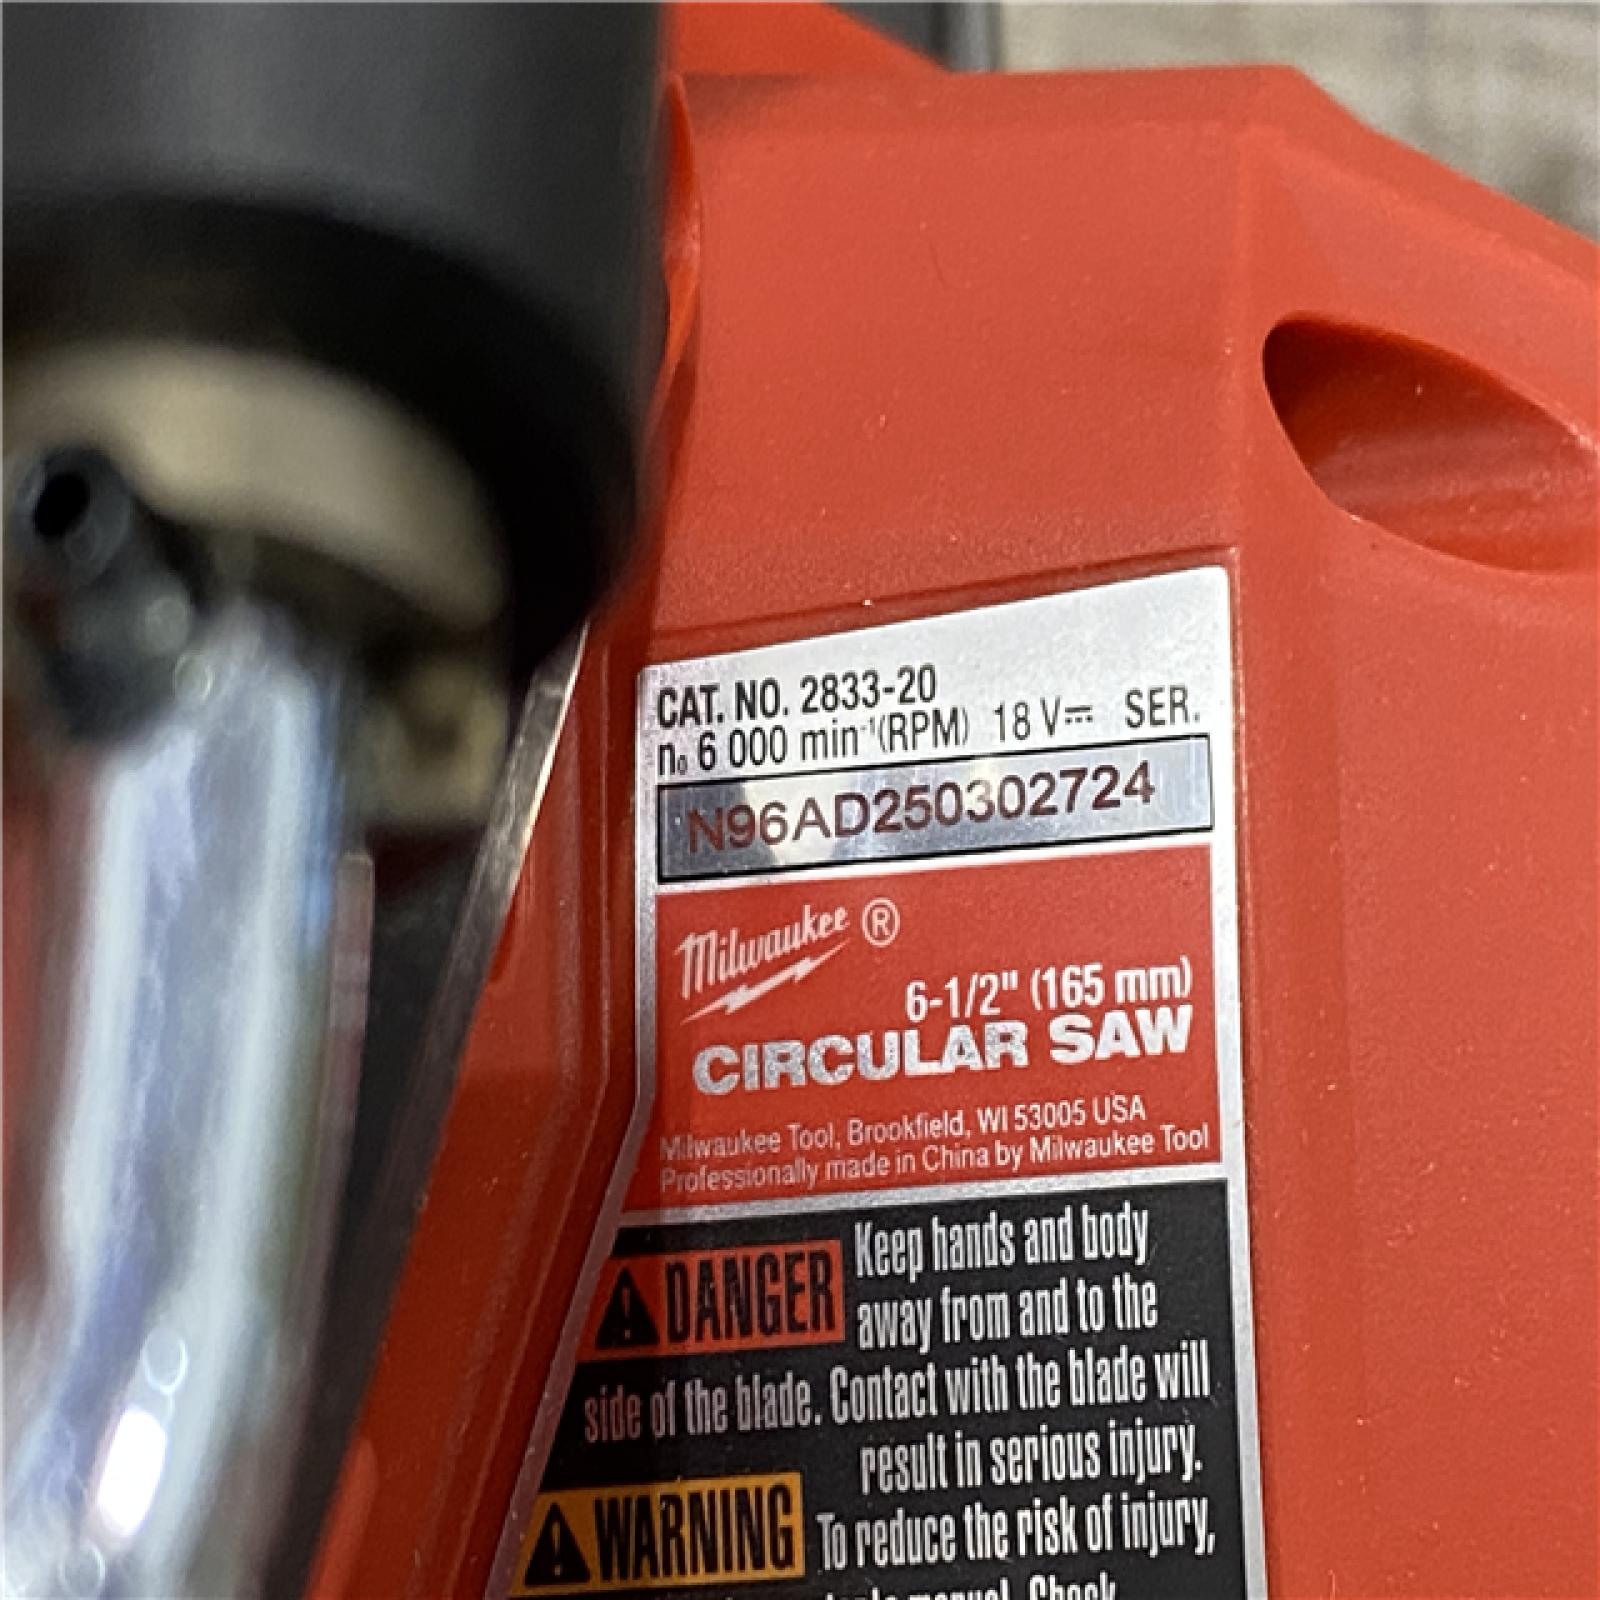 CAT. NO. 2833-20
n₀ 6 000 min⁻¹(RPM) 18 V⎓ SER.
N96AD250302724
Milwaukee ®
6-1/2" (165 mm)
CIRCULAR SAW
Milwaukee Tool, Brookfield, WI 53005 USA
Professionally made in China by Milwaukee Tool
DANGER Keep hands and body
away from and to the
side of the blade. Contact with the blade will
result in serious injury.
WARNING To reduce the risk of injury,
manual. Check